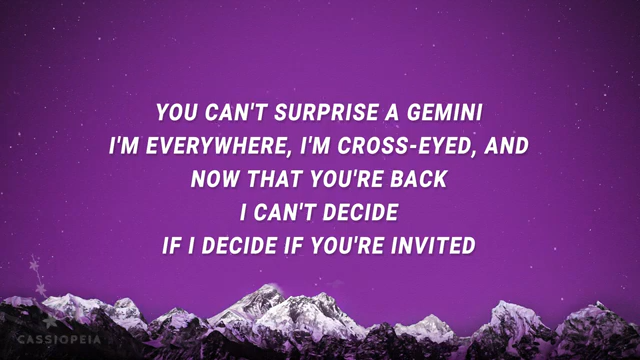 YOU CAN'T SURPRISE A GEMINI
I'M EVERYWHERE, I'M CROSS-EYED, AND
NOW THAT YOU'RE BACK
I CAN'T DECIDE
IF I DECIDE IF YOU'RE INVITED
CASSIOPEIA